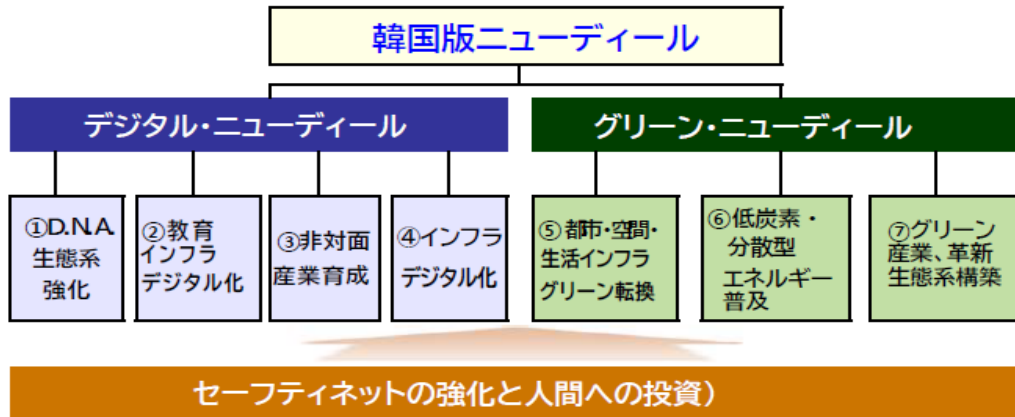 韓国版ニューディール
デジタル・ニューディール
グリーン・ニューディール
①D.N.A.
生態系
強化
②教育
インフラ
デジタル化
③非対面
産業育成
④インフラ
デジタル化
⑤都市・空間・
生活インフラ
グリーン転換
⑥低炭素・
分散型
エネルギー
普及
⑦グリーン
産業、革新
生態系構築
セーフティネットの強化と人間への投資）